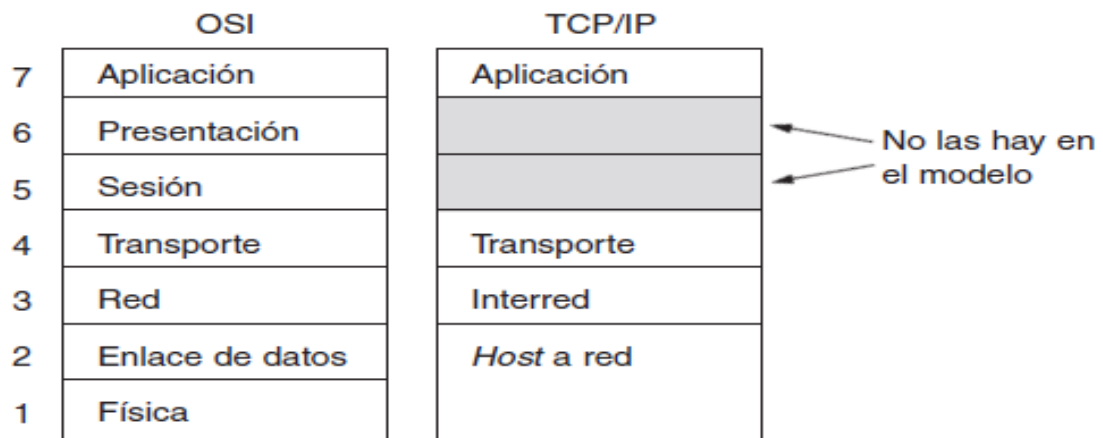 OSI TCP/IP
7 Aplicación Aplicación
6 Presentación
No las hay en
el modelo
5 Sesión
4 Transporte Transporte
3 Red Interred
2 Enlace de datos Host a red
1 Física